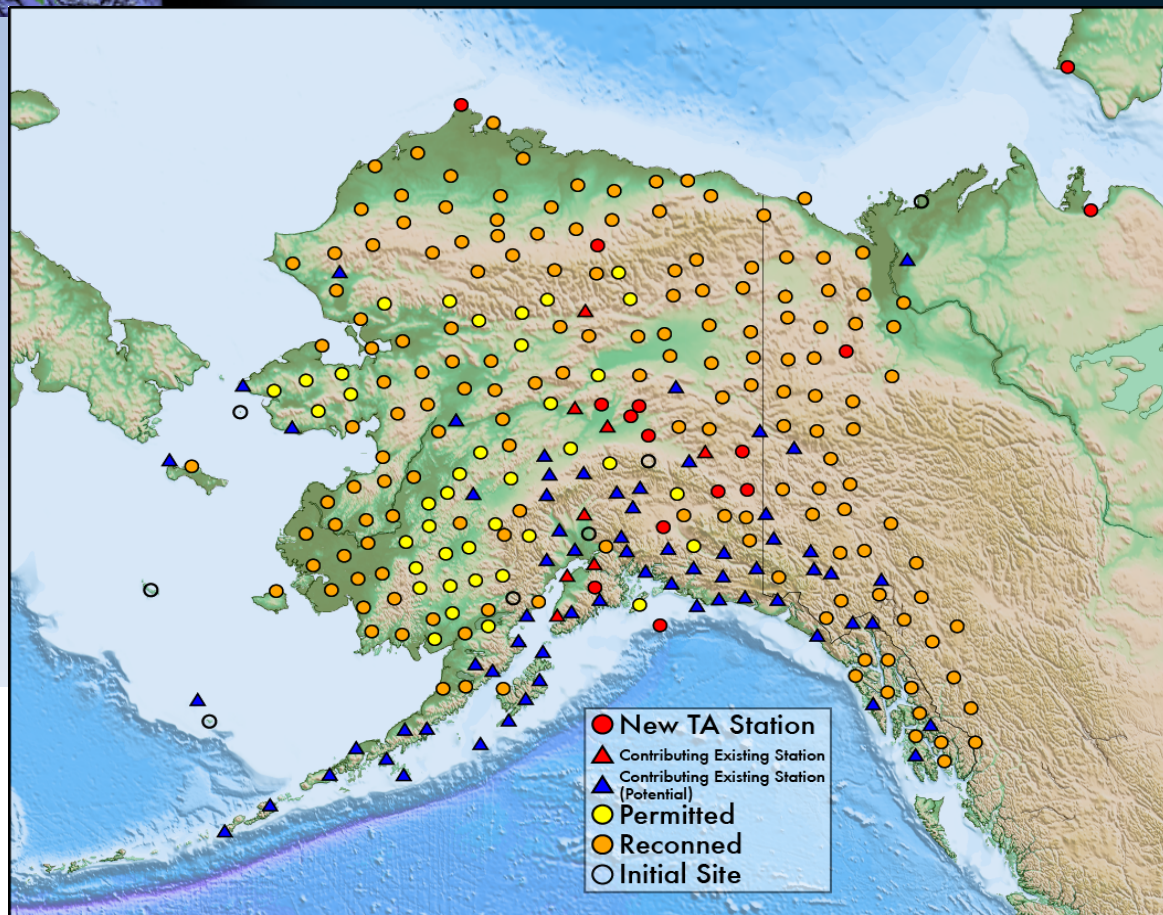 New TA Station
Contributing Existing Station
Contributing Existing Station
(Potential)
Permitted
Reconned
Initial Site